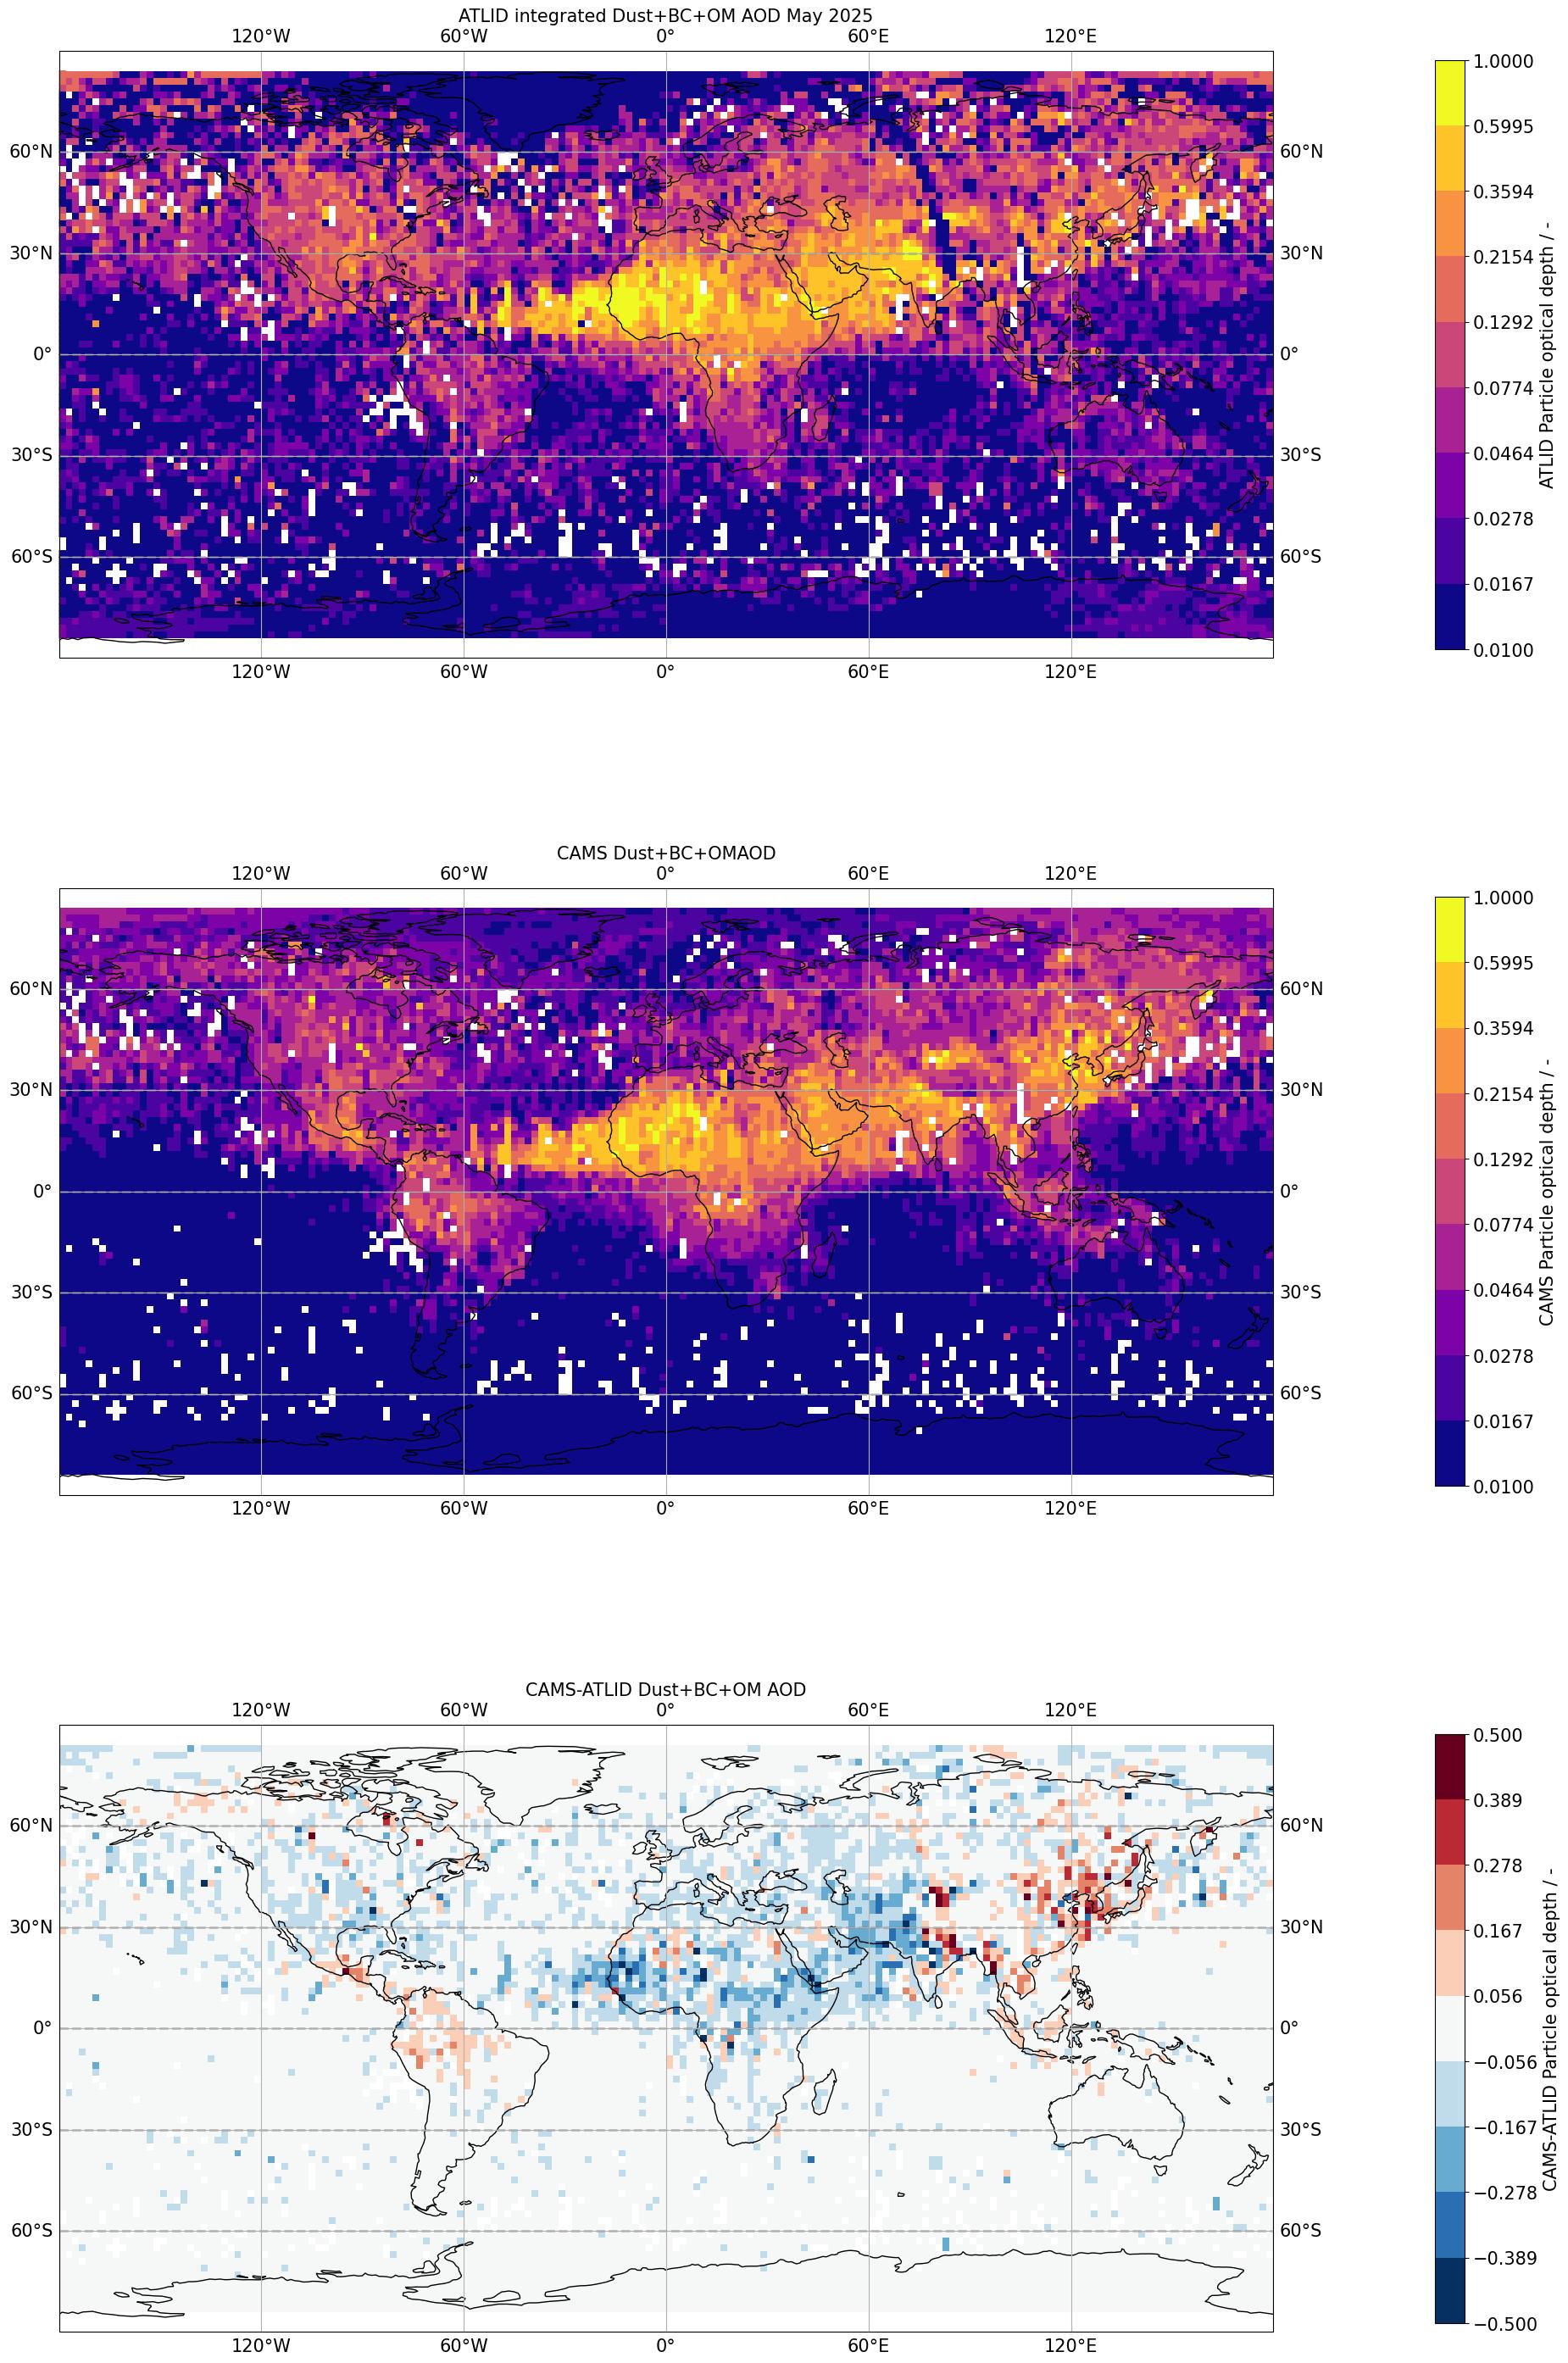 ATLID integrated Dust+BC+OM AOD May 2025
120°W 60°W 0° 60°E 120°E
60°N 60°N
30°N 30°N
0° 0°
30°S 30°S
60°S 60°S
120°W 60°W 0° 60°E 120°E
1.0000
0.5995
0.3594
0.2154
0.1292
0.0774
0.0464
0.0278
0.0167
0.0100
ATLID Particle optical depth / -
CAMS Dust+BC+OMAOD
120°W 60°W 0° 60°E 120°E
60°N 60°N
30°N 30°N
0° 0°
30°S 30°S
60°S 60°S
120°W 60°W 0° 60°E 120°E
1.0000
0.5995
0.3594
0.2154
0.1292
0.0774
0.0464
0.0278
0.0167
0.0100
CAMS Particle optical depth / -
CAMS-ATLID Dust+BC+OM AOD
120°W 60°W 0° 60°E 120°E
60°N 60°N
30°N 30°N
0° 0°
30°S 30°S
60°S 60°S
120°W 60°W 0° 60°E 120°E
0.500
0.389
0.278
0.167
0.056
−0.056
−0.167
−0.278
−0.389
−0.500
CAMS-ATLID Particle optical depth / -